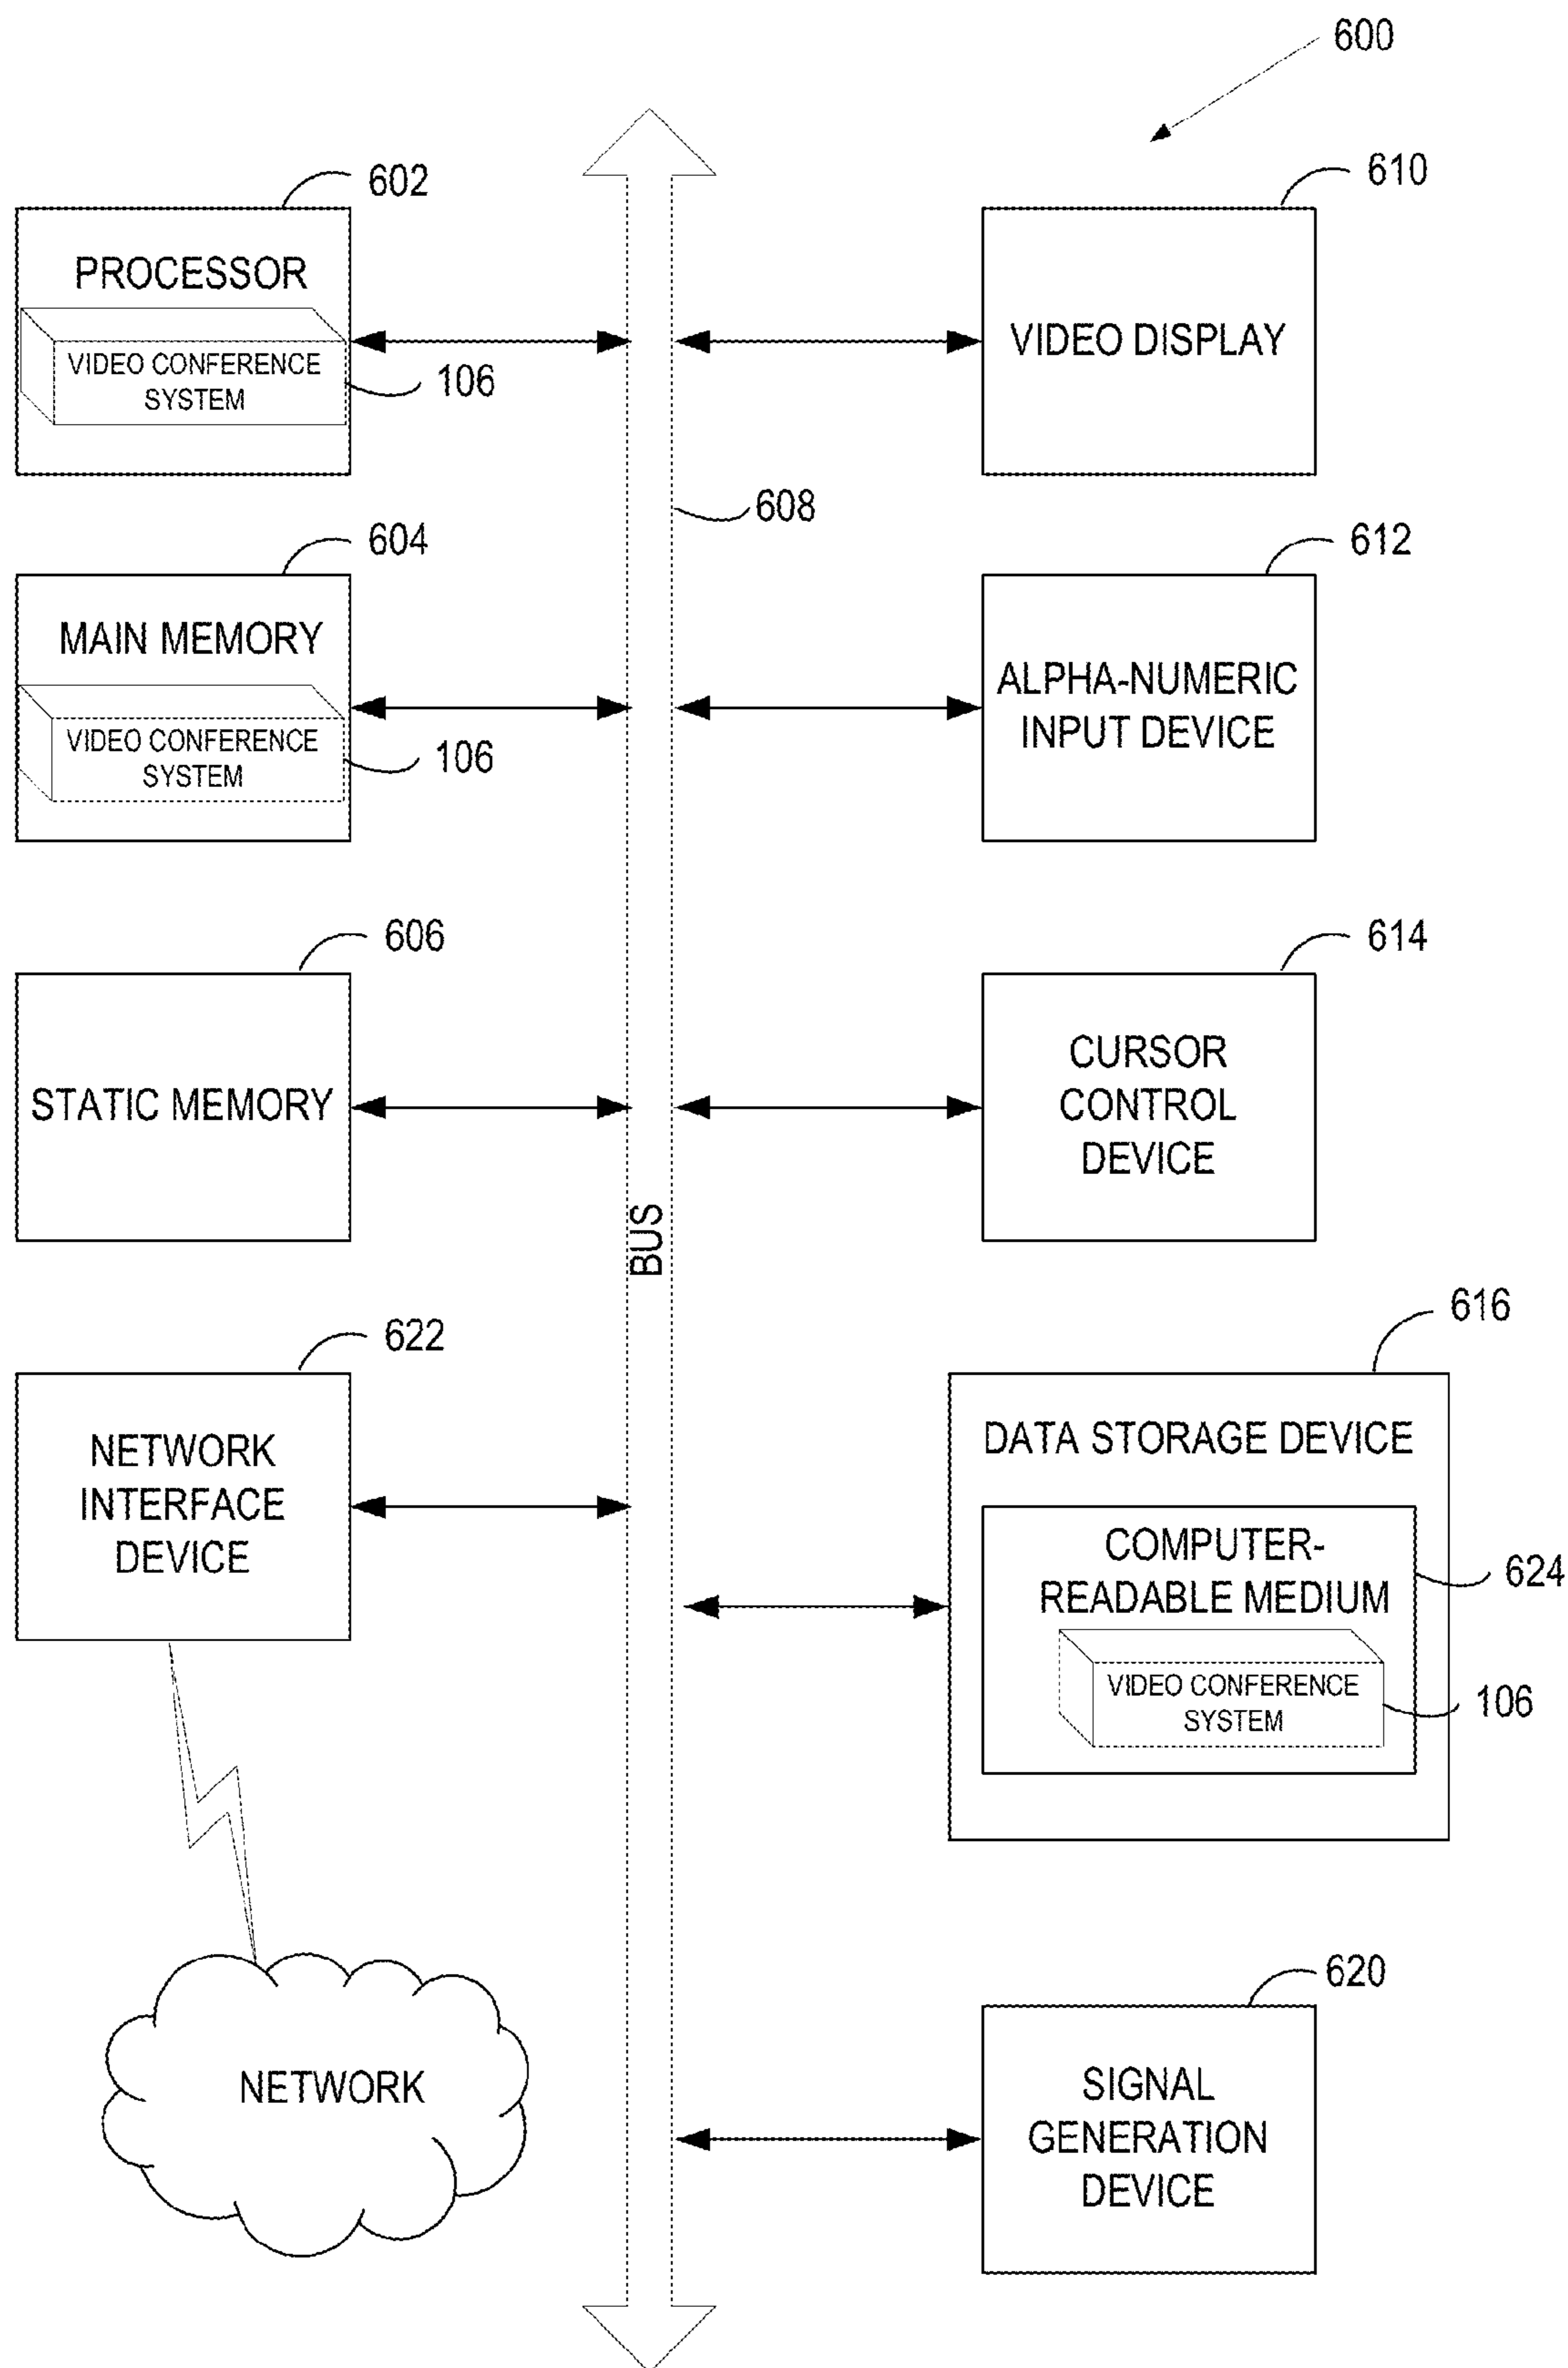 600
602
PROCESSOR
VIDEO CONFERENCE
SYSTEM
106
610
VIDEO DISPLAY
608
604
MAIN MEMORY
VIDEO CONFERENCE
SYSTEM
106
612
ALPHA-NUMERIC
INPUT DEVICE
606
STATIC MEMORY
614
CURSOR
CONTROL
DEVICE
BUS
622
NETWORK
INTERFACE
DEVICE
616
DATA STORAGE DEVICE
COMPUTER-
READABLE MEDIUM
624
VIDEO CONFERENCE
SYSTEM
106
NETWORK
620
SIGNAL
GENERATION
DEVICE